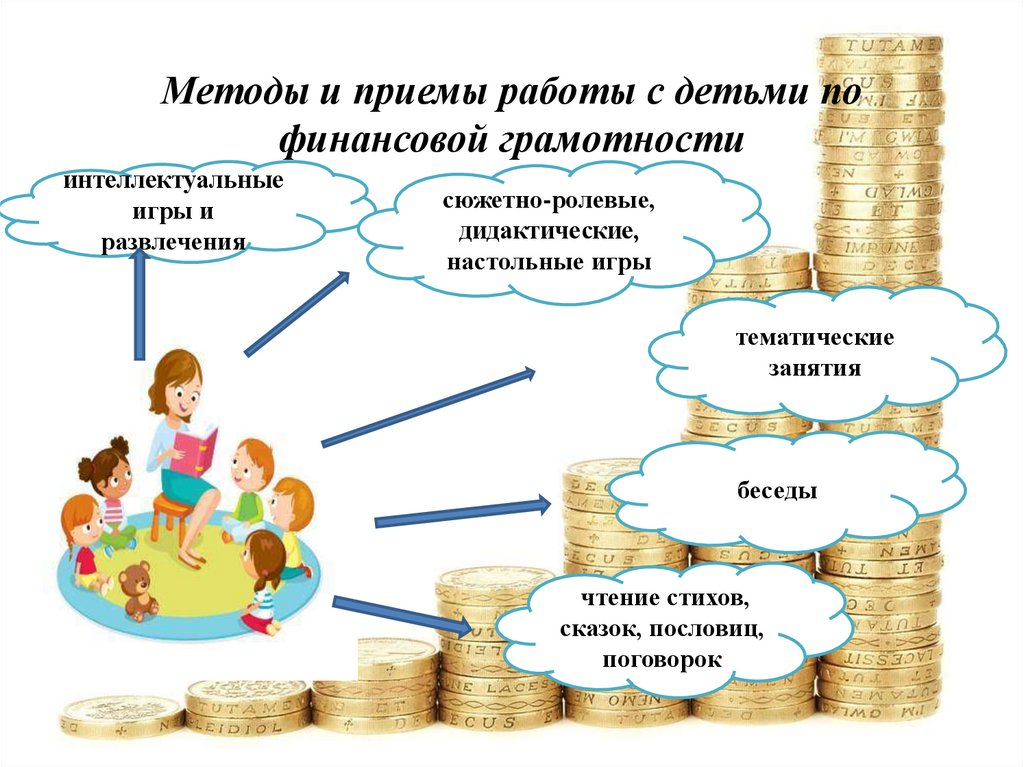 Методы и приемы работы с детьми по
финансовой грамотности
интеллектуальные
игры и
развлечения
сюжетно-ролевые,
дидактические,
настольные игры
тематические
занятия
беседы
чтение стихов,
сказок, пословиц,
поговорок